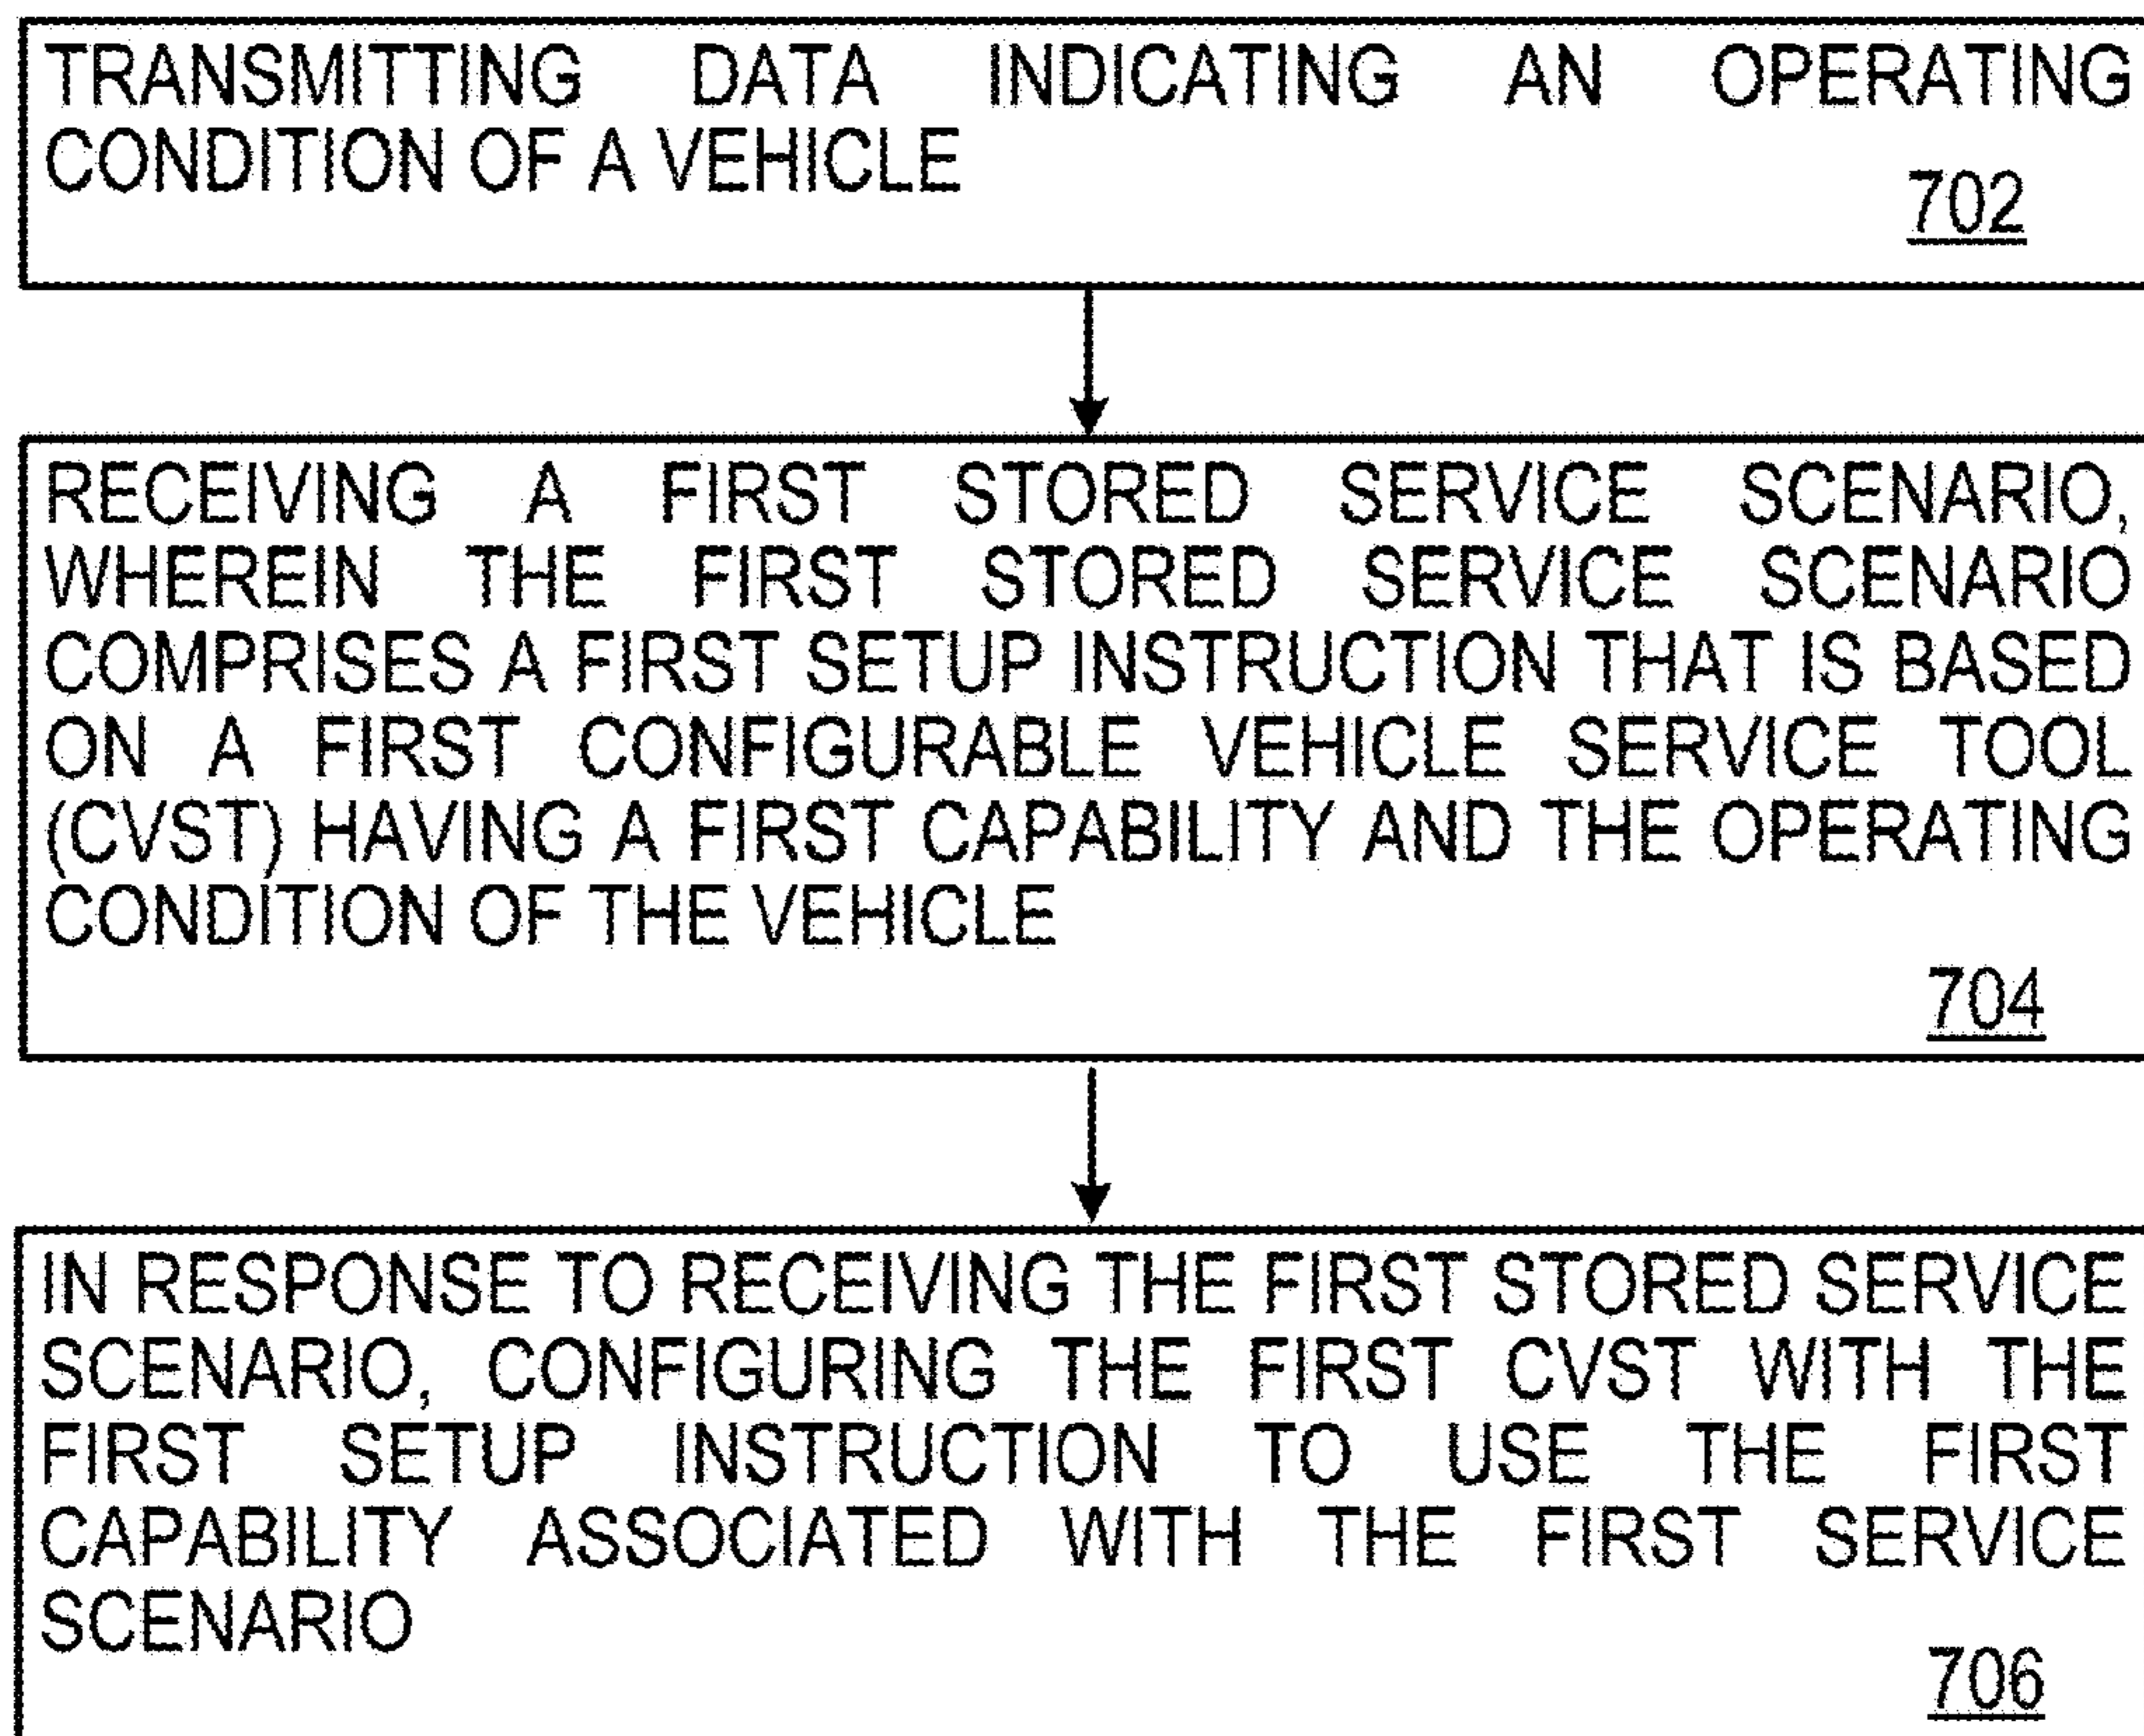 TRANSMITTING DATA INDICATING AN OPERATING
CONDITION OF A VEHICLE
702
RECEIVING A FIRST STORED SERVICE SCENARIO,
WHEREIN THE FIRST STORED SERVICE SCENARIO
COMPRISES A FIRST SETUP INSTRUCTION THAT IS BASED
ON A FIRST CONFIGURABLE VEHICLE SERVICE TOOL
(CVST) HAVING A FIRST CAPABILITY AND THE OPERATING
CONDITION OF THE VEHICLE
704
IN RESPONSE TO RECEIVING THE FIRST STORED SERVICE
SCENARIO, CONFIGURING THE FIRST CVST WITH THE
FIRST SETUP INSTRUCTION TO USE THE FIRST
CAPABILITY ASSOCIATED WITH THE FIRST SERVICE
SCENARIO
706